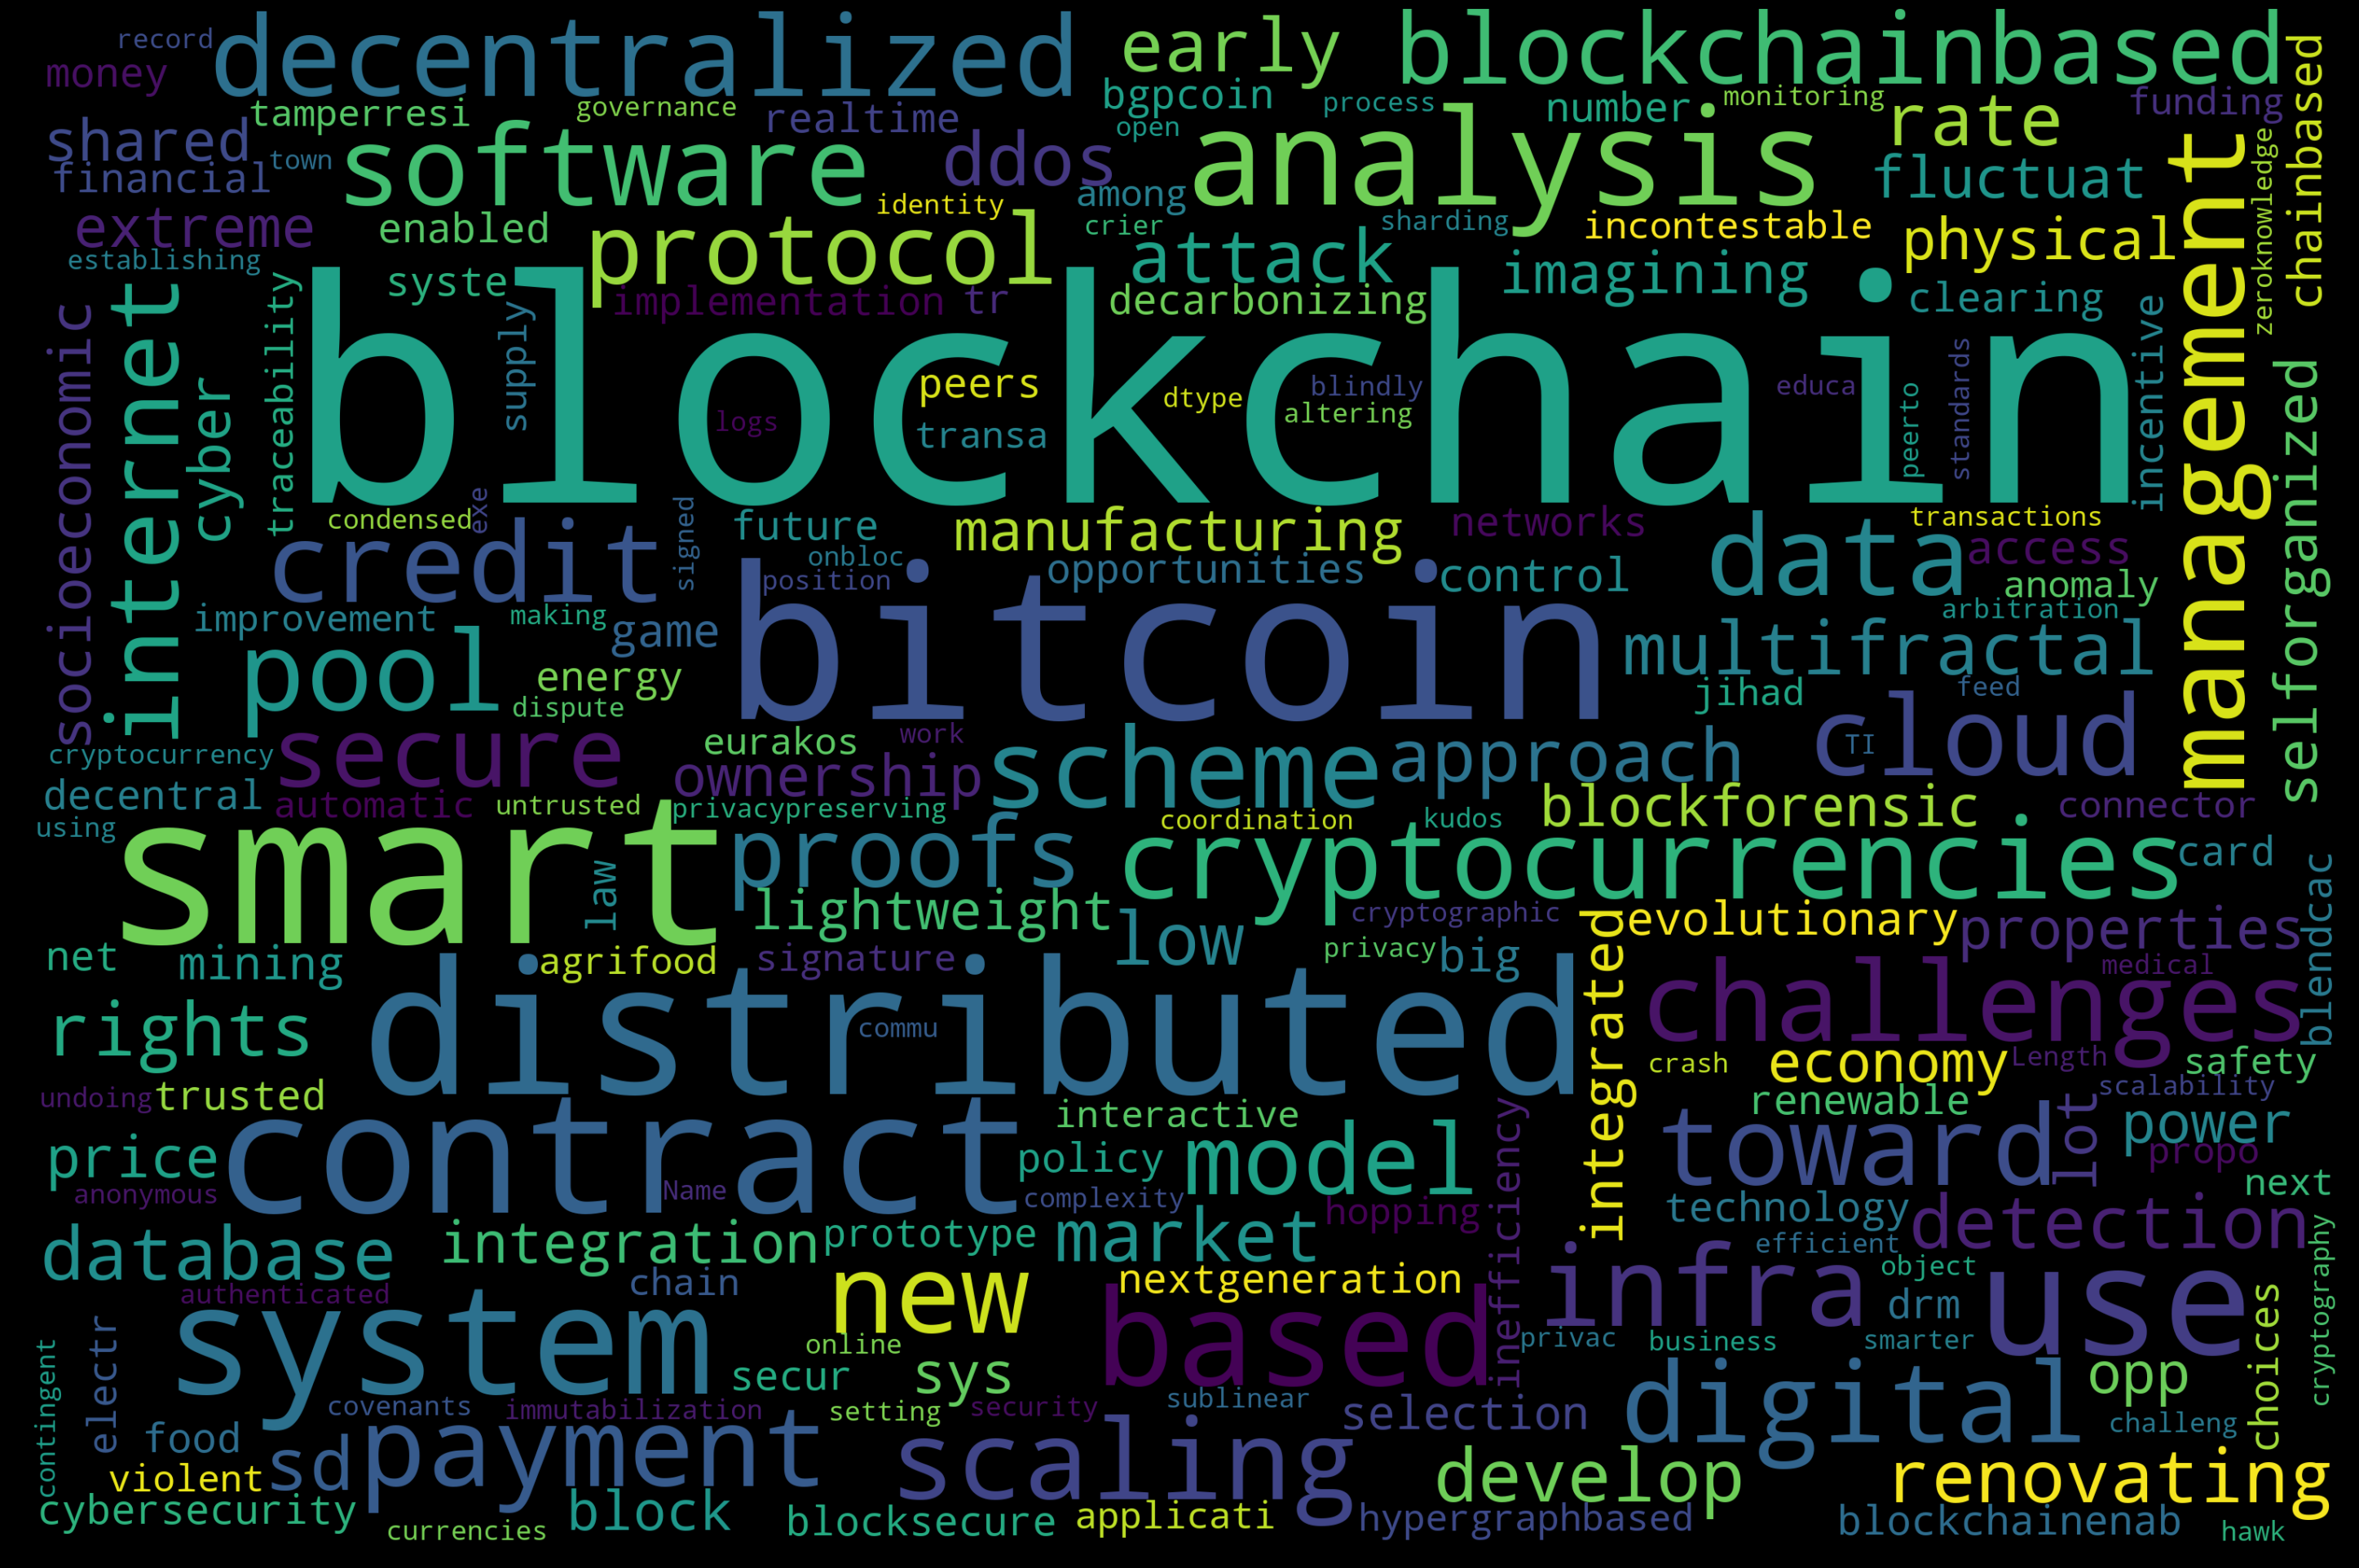 record
decentralized
early
blockchainbased
money
bgpcoin
process
number
monitoring
funding
chainbased
tamperresi
governance
realtime
open
rate
shared
software
ddos
analysis
management
zeroknowledge
town
financial
among
fluctuat
identity
extreme
enabled
protocol
crier
sharding
incontestable
physical
establishing
attack
imagining
syste
implementation
tr
decarbonizing
clearing
socioeconomic
internet
traceability
supply
blockchain
incentive
cyber
peers
dtype
blindly
educa
peerto
standards
selforganized
logs
altering
transa
condensed
exe
future
manufacturing
networks
transactions
credit
signed
onbloc
position
opportunities
control
data
access
anomaly
improvement
making
game
bitcoin
arbitration
pool
energy
multifractal
dispute
jihad
feed
cryptocurrency
secure
eurakos
work
scheme
approach
cloud
TI
ownership
decentral
automatic
untrusted
privacypreserving
blockforensic
connector
using
smart
proofs
coordination
kudos
cryptocurrencies
card
law
lightweight
cryptographic
integrated
evolutionary
blendcac
net
mining
agrifood
signature
low
privacy
big
properties
medical
rights
distributed
commu
challenges
crash
economy
Length
safety
undoing
trusted
interactive
inefficiency
renewable
scalability
price
contract
policy
model
toward
lot
power
propo
anonymous
Name
complexity
hopping
technology
next
database
integration
prototype
market
detection
cryptography
authenticated
chain
new
nextgeneration
infra
efficient
object
use
system
based
drm
choices
contingent
electr
online
privac
business
smarter
secur
sys
digital
opp
covenants
immutabilization
setting
security
sublinear
selection
challeng
food
sd
payment
scaling
develop
renovating
violent
cybersecurity
currencies
block
blocksecure
applicati
hypergraphbased
blockchainenab
hawk